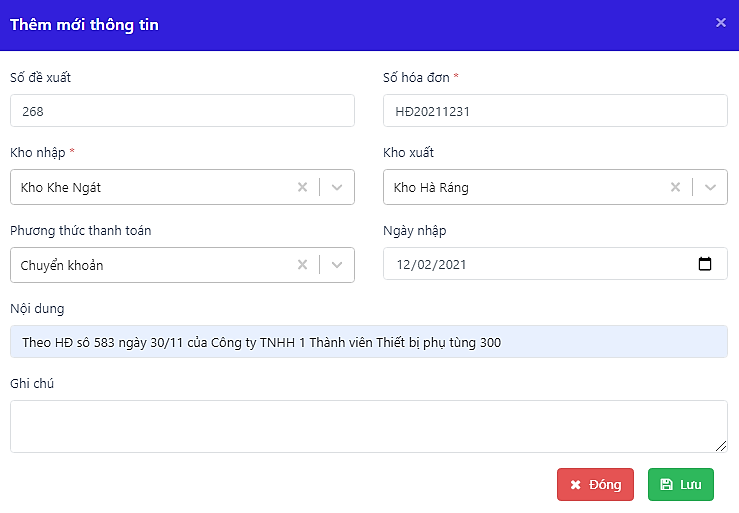 Thêm mới thông tin
Số đề xuất
Số hóa đơn *
268
HĐ20211231
Kho nhập *
Kho xuất
Kho Khe Ngát
Kho Hà Ráng
Phương thức thanh toán
Ngày nhập
Chuyển khoản
12/02/2021
Nội dung
Theo HĐ sô 583 ngày 30/11 của Công ty TNHH 1 Thành viên Thiết bị phụ tùng 300
Ghi chú
Đóng
Lưu